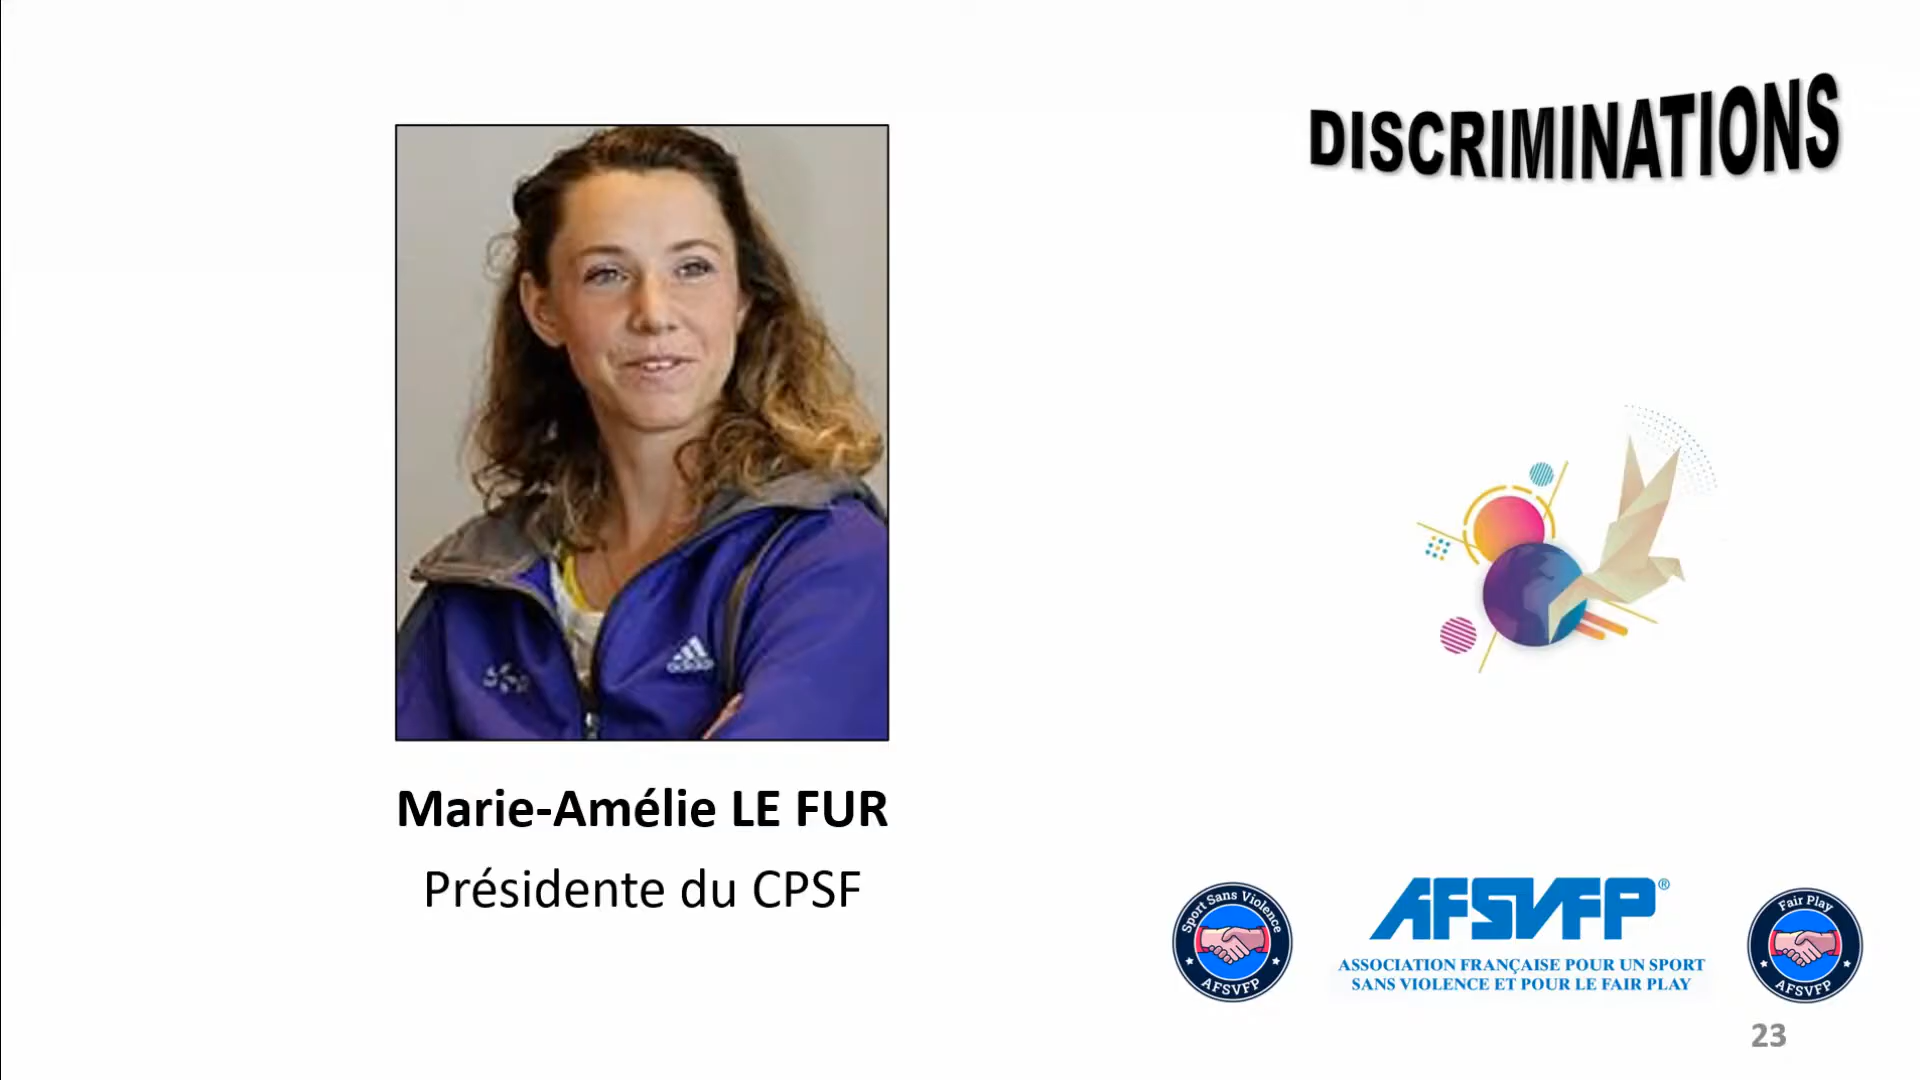 DISCRIMINATIONS
adidas
Marie-Amélie LE FUR
Présidente du CPSF
Sport Sans Violence
AFSVFP
AFSVFP®
ASSOCIATION FRANÇAISE POUR UN SPORT
SANS VIOLENCE ET POUR LE FAIR PLAY
Fair Play
AFSVFP
23